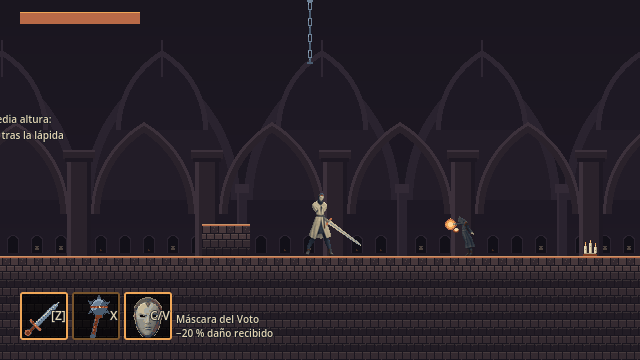 edia altura:
tras la lápida
[Z]
X
C/V
Máscara del Voto
−20 % daño recibido